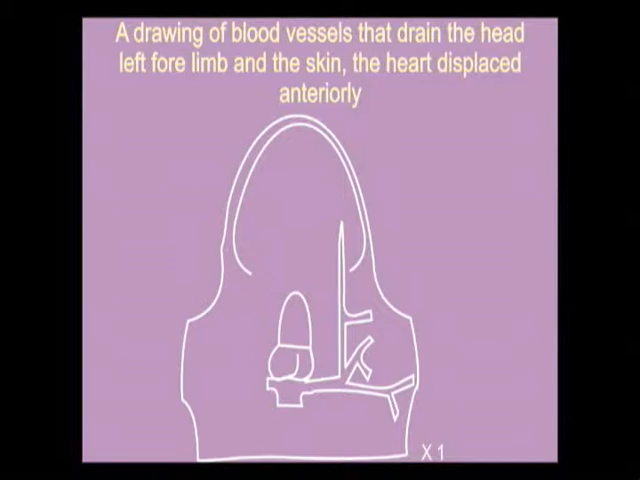 A drawing of blood vessels that drain the head
left fore limb and the skin, the heart displaced
anteriorly
X 1